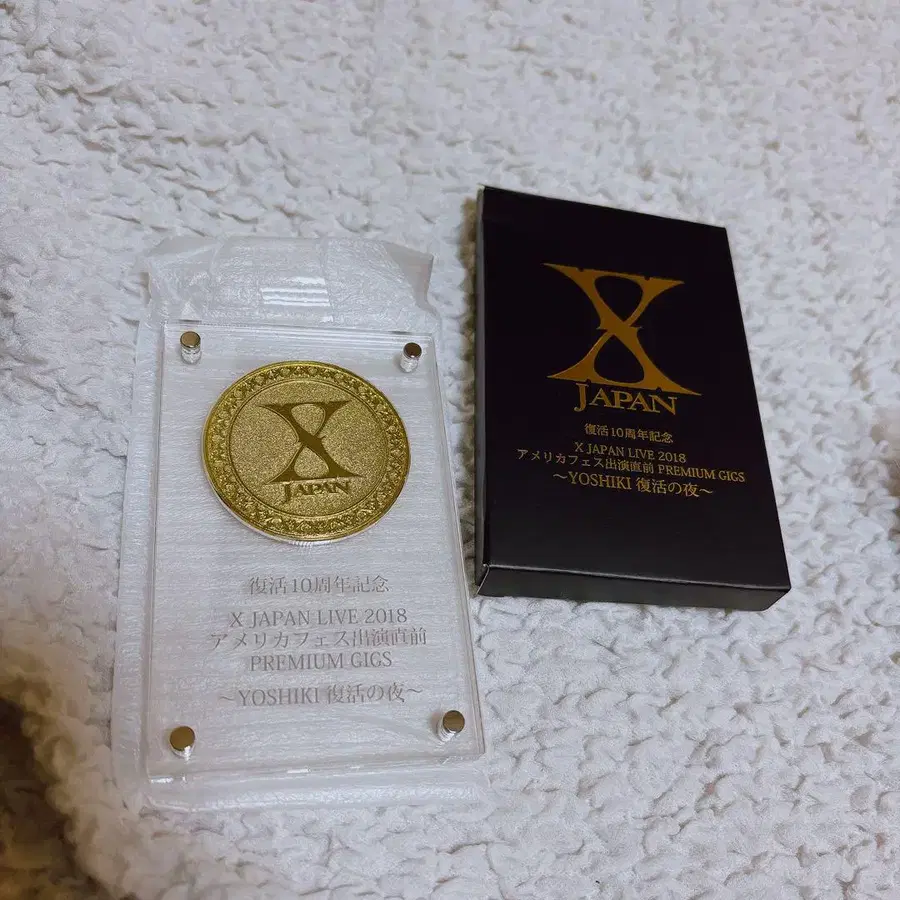 X
JAPAN
復活10周年記念
X JAPAN LIVE 2018
アメリカフェス出演直前
PREMIUM GIGS
~YOSHIKI 復活の夜~
X
JAPAN
復活10周年記念
X JAPAN LIVE 2018
アメリカフェス出演直前 PREMIUM GIGS
~YOSHIKI 復活の夜~